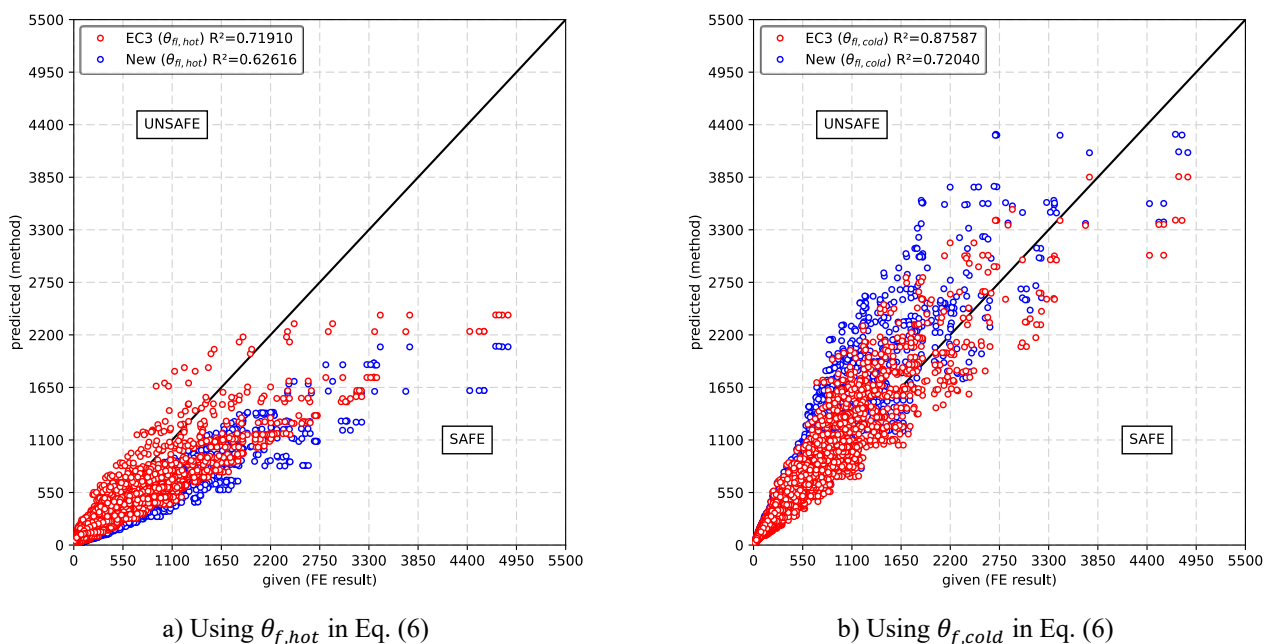 EC3 (θfl,hot) R²=0.71910
New (θfl,hot) R²=0.62616
UNSAFE
SAFE
5500
4950
4400
3850
3300
2750
2200
1650
1100
550
0
predicted (method)
0 550 1100 1650 2200 2750 3300 3850 4400 4950 5500
given (FE result)
a) Using θf,hot in Eq. (6)
EC3 (θfl,cold) R²=0.87587
New (θfl,cold) R²=0.72040
UNSAFE
SAFE
5500
4950
4400
3850
3300
2750
2200
1650
1100
550
0
predicted (method)
0 550 1100 1650 2200 2750 3300 3850 4400 4950 5500
given (FE result)
b) Using θf,cold in Eq. (6)